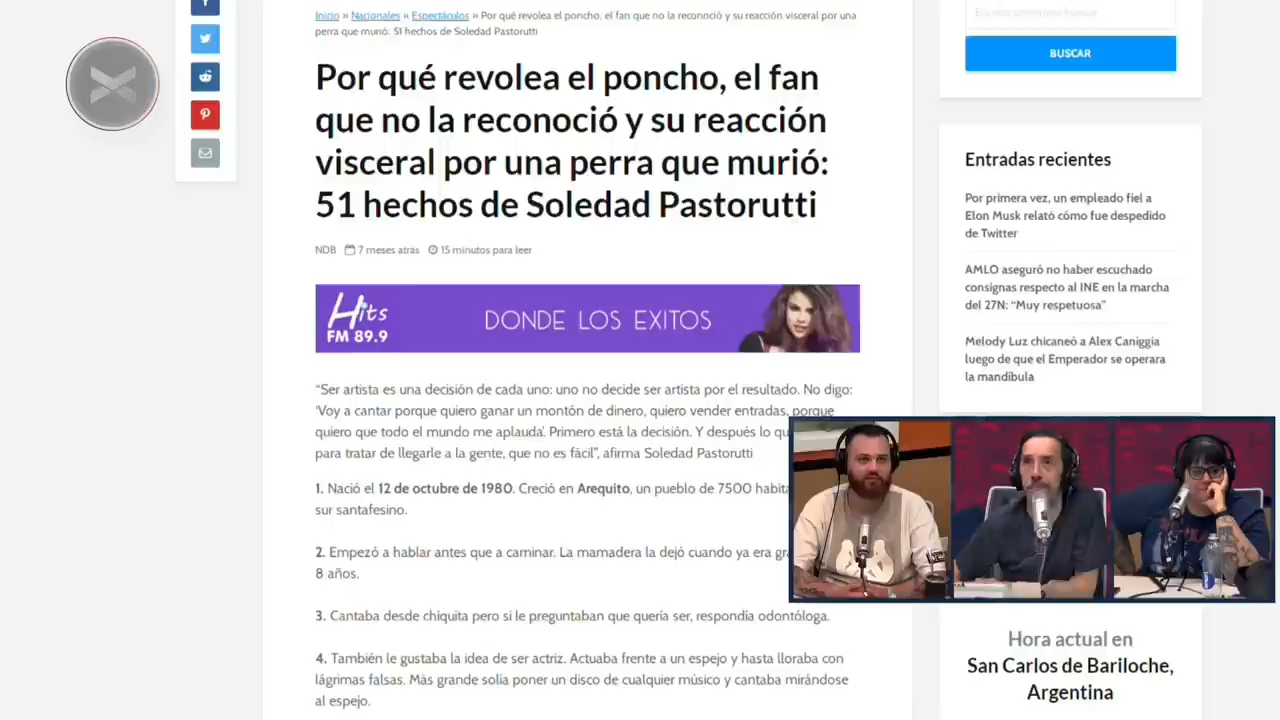 Inicio » Nacionales » Espectáculos » Por qué revolea el poncho, el fan que no la reconoció y su reacción visceral por una
perra que murió: 51 hechos de Soledad Pastorutti
Por qué revolea el poncho, el fan
que no la reconoció y su reacción
visceral por una perra que murió:
51 hechos de Soledad Pastorutti
NDB 7 meses atrás 15 minutos para leer
Hits
FM 89.9
DONDE LOS EXITOS
“Ser artista es una decisión de cada uno: uno no decide ser artista por el resultado. No digo:
‘Voy a cantar porque quiero ganar un montón de dinero, quiero vender entradas, porque
quiero que todo el mundo me aplauda’. Primero está la decisión. Y después lo
para tratar de llegarle a la gente, que no es fácil”, afirma Soledad Pastorutti
1. Nació el 12 de octubre de 1980. Creció en Arequito, un pueblo de 7500
sur santafesino.
2. Empezó a hablar antes que a caminar. La mamadera la dejó cuando ya era
8 años.
3. Cantaba desde chiquita pero si le preguntaban que quería ser, respondía odontóloga.
4. También le gustaba la idea de ser actriz. Actuaba frente a un espejo y hasta lloraba con
lágrimas falsas. Más grande solía poner un disco de cualquier músico y cantaba mirándose
al espejo.
BUSCAR
Entradas recientes
Por primera vez, un empleado fiel a
Elon Musk relató cómo fue despedido
de Twitter
AMLO aseguró no haber escuchado
consignas respecto al INE en la marcha
del 27N: “Muy respetuosa”
Melody Luz chicaneó a Alex Caniggia
luego de que el Emperador se operara
la mandíbula
Hora actual en
San Carlos de Bariloche,
Argentina